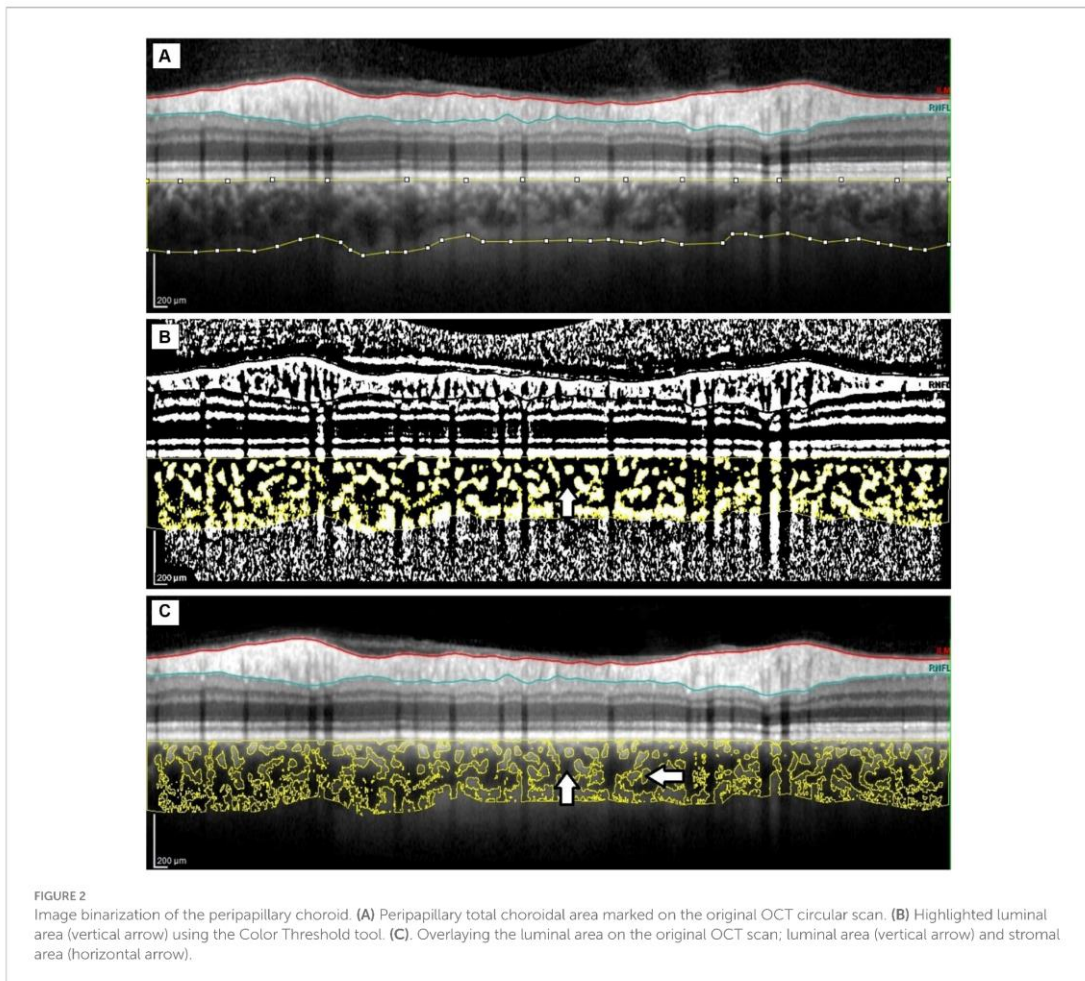 A
RNFL
200 µm
B
RNFL
200 µm
C
RNFL
200 µm
FIGURE 2
Image binarization of the peripapillary choroid. (A) Peripapillary total choroidal area marked on the original OCT circular scan. (B) Highlighted luminal
area (vertical arrow) using the Color Threshold tool. (C). Overlaying the luminal area on the original OCT scan; luminal area (vertical arrow) and stromal
area (horizontal arrow).